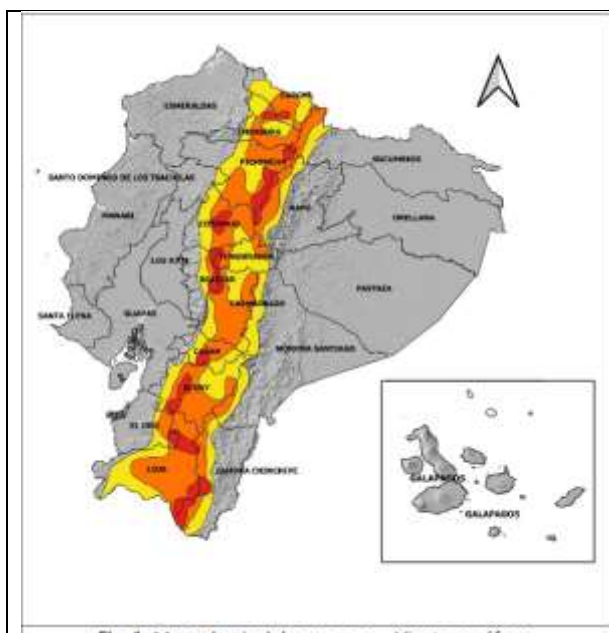 ESMERALDAS
CARCHI
IMBABURA
SUCUMBIOS
PICHINCHA
SANTO DOMINGO DE LOS TSACHILAS
NAPO
ORELLANA
MANABI
COTOPAXI
TUNGURAHUA
LOS RIOS
BOLIVAR
PASTAZA
SANTA ELENA
GUAYAS
CHIMBORAZO
MORONA SANTIAGO
CAÑAR
AZUAY
EL ORO
LOJA
ZAMORA CHINCHIPE
GALAPAGOS
GALAPAGOS